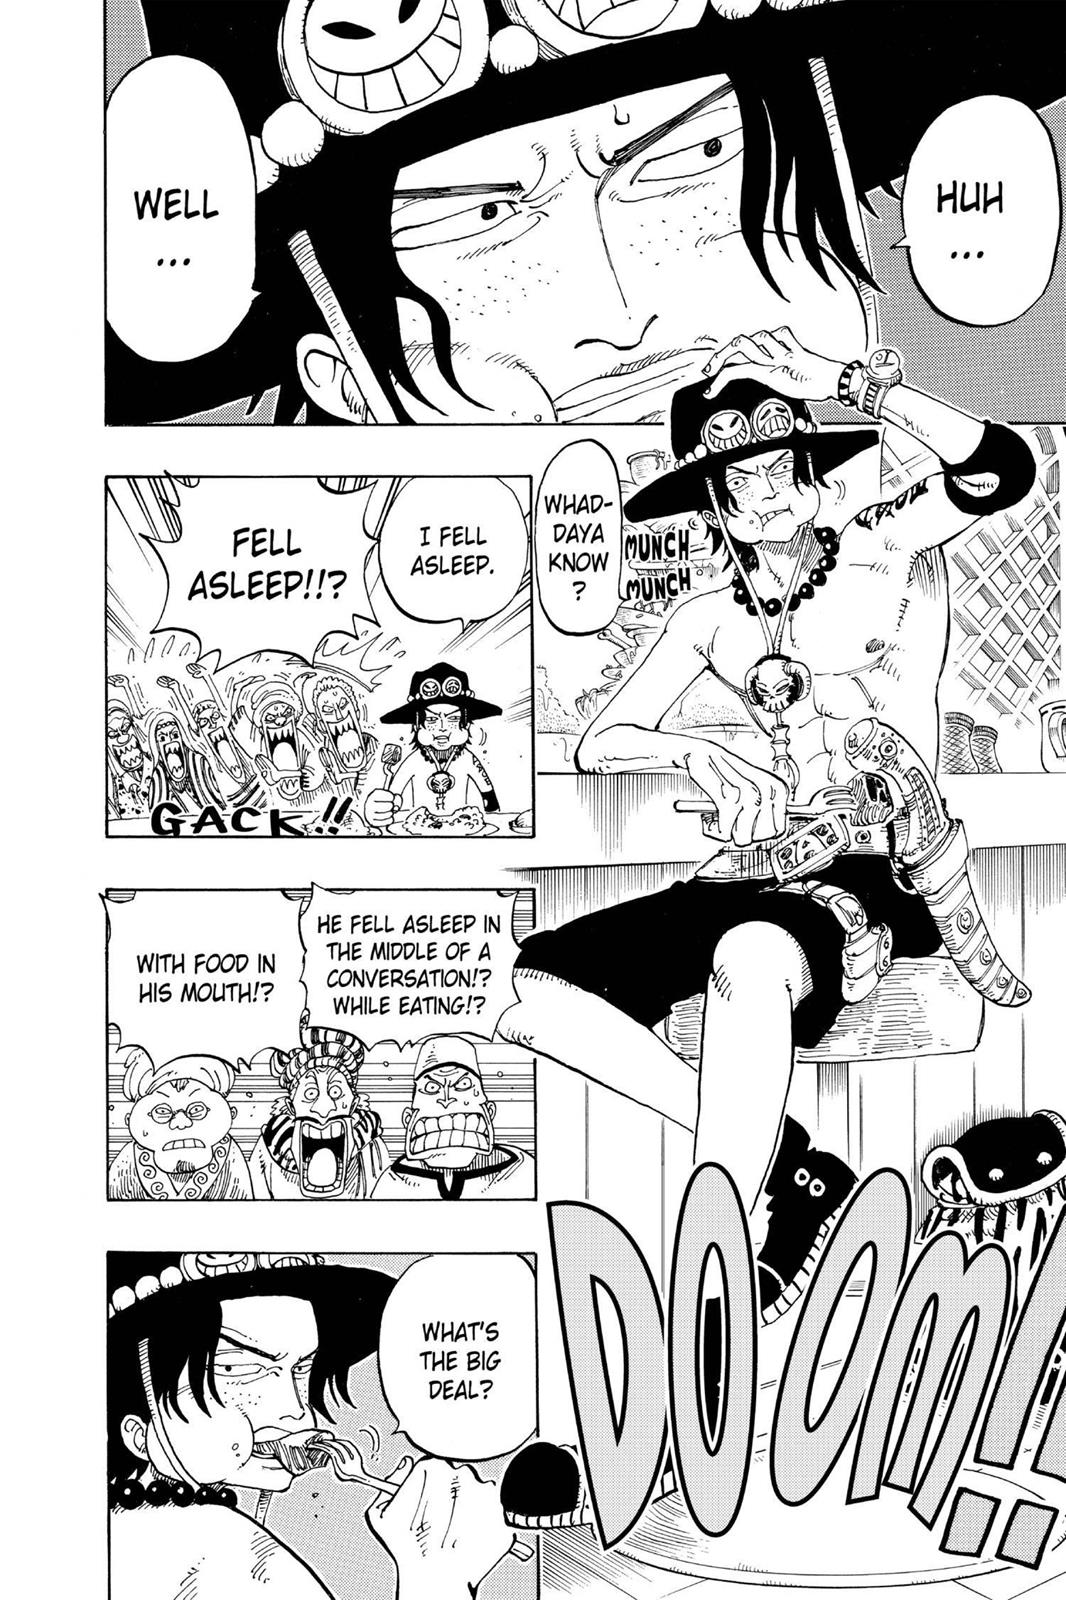 HUH
...
WELL
...
WHAD-
DAYA
KNOW
?
MUNCH
MUNCH
I FELL
ASLEEP.
FELL
ASLEEP!!?
GACK!!
HE FELL ASLEEP IN
THE MIDDLE OF A
CONVERSATION!?
WHILE EATING!?
WITH FOOD IN
HIS MOUTH!?
WHAT'S
THE BIG
DEAL?
DOOM!!